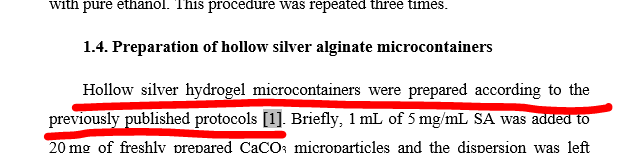 with pure ethanol. This procedure was repeated three times.
1.4. Preparation of hollow silver alginate microcontainers
Hollow silver hydrogel microcontainers were prepared according to the
previously published protocols [1]. Briefly, 1 mL of 5 mg/mL SA was added to
20 mg of freshly prepared CaCO₃ microparticles and the dispersion was left